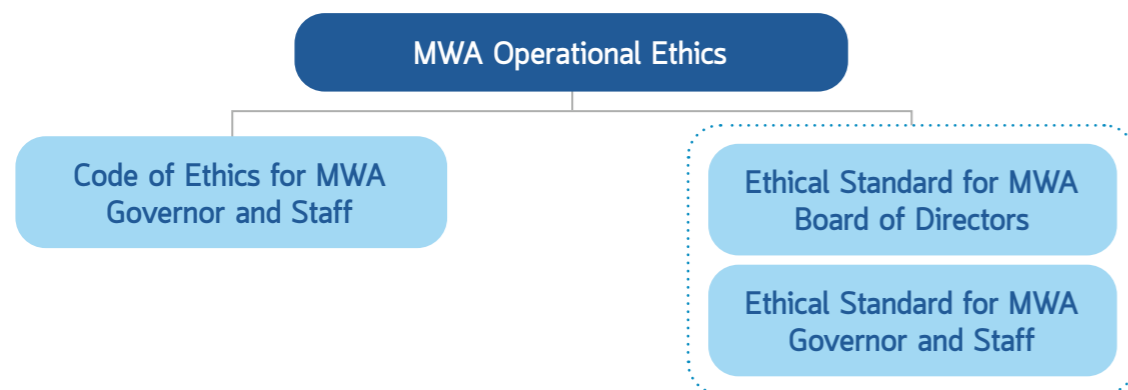 MWA Operational Ethics
Code of Ethics for MWA
Governor and Staff
Ethical Standard for MWA
Board of Directors
Ethical Standard for MWA
Governor and Staff